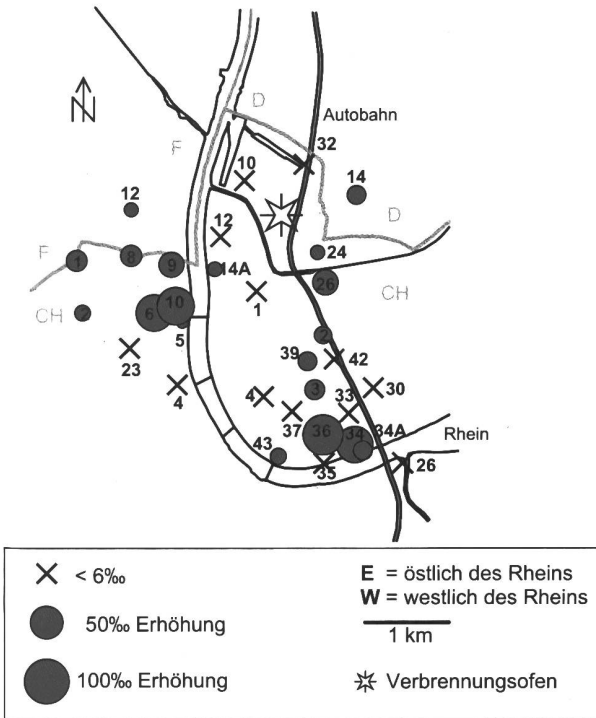 N
D
Autobahn
F
32
10
14
12
12
D
F
24
1
8
9
14A
26
CH
1
2
6
10
CH
5
2
39
42
23
4
3
30
4
33
37
36
34
34A
Rhein
43
35
26
< 6‰
E = östlich des Rheins
W = westlich des Rheins
50‰ Erhöhung
1 km
100‰ Erhöhung
Verbrennungsofen